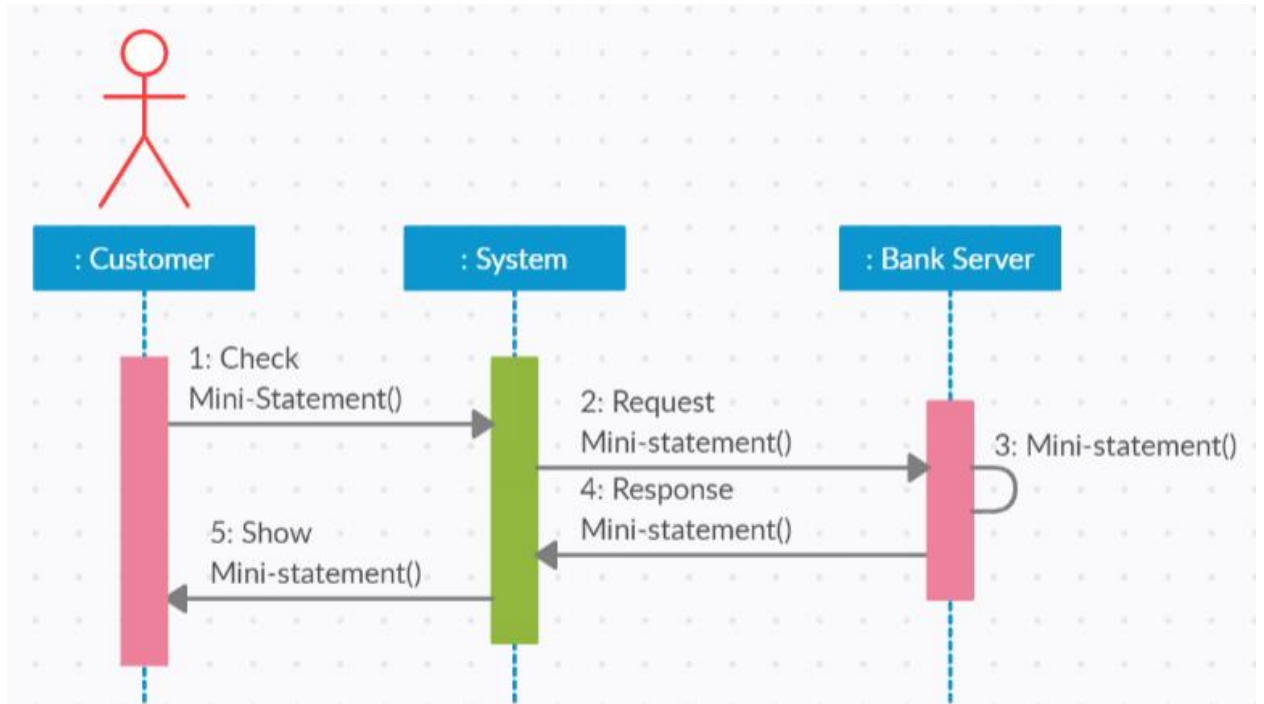 : Customer
: System
: Bank Server
1: Check
Mini-Statement()
2: Request
Mini-statement()
3: Mini-statement()
4: Response
Mini-statement()
5: Show
Mini-statement()